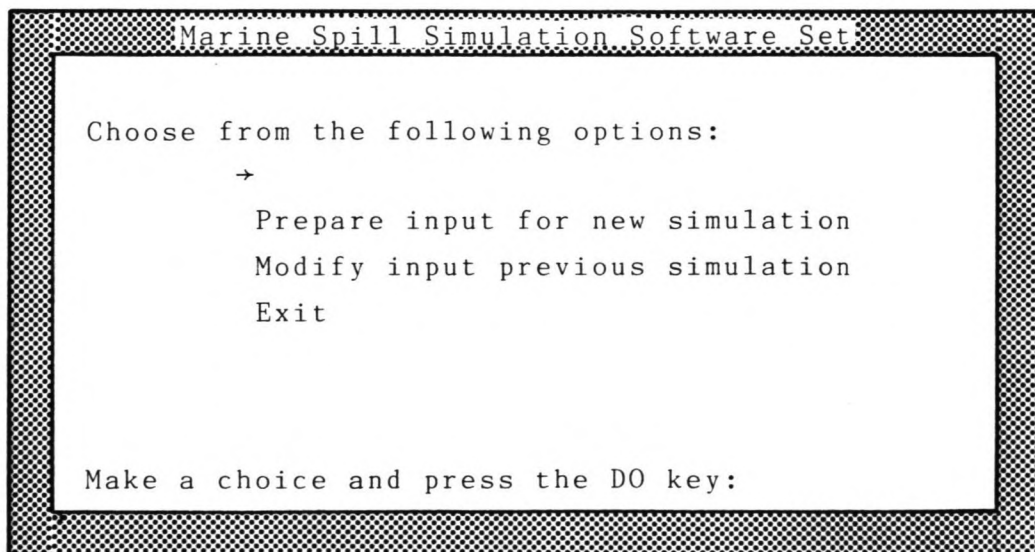 Marine Spill Simulation Software Set
Choose from the following options:
→
Prepare input for new simulation
Modify input previous simulation
Exit
Make a choice and press the DO key: